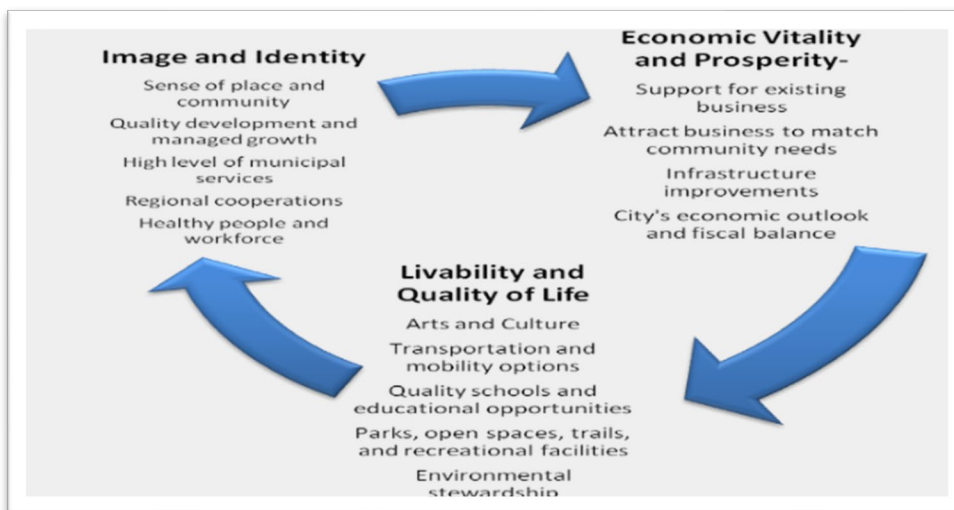 Image and Identity
Sense of place and
community
Quality development and
managed growth
High level of municipal
services
Regional cooperations
Healthy people and
workforce
Economic Vitality
and Prosperity-
Support for existing
business
Attract business to match
community needs
Infrastructure
improvements
City's economic outlook
and fiscal balance
Livability and
Quality of Life
Arts and Culture
Transportation and
mobility options
Quality schools and
educational opportunities
Parks, open spaces, trails,
and recreational facilities
Environmental
stewardship